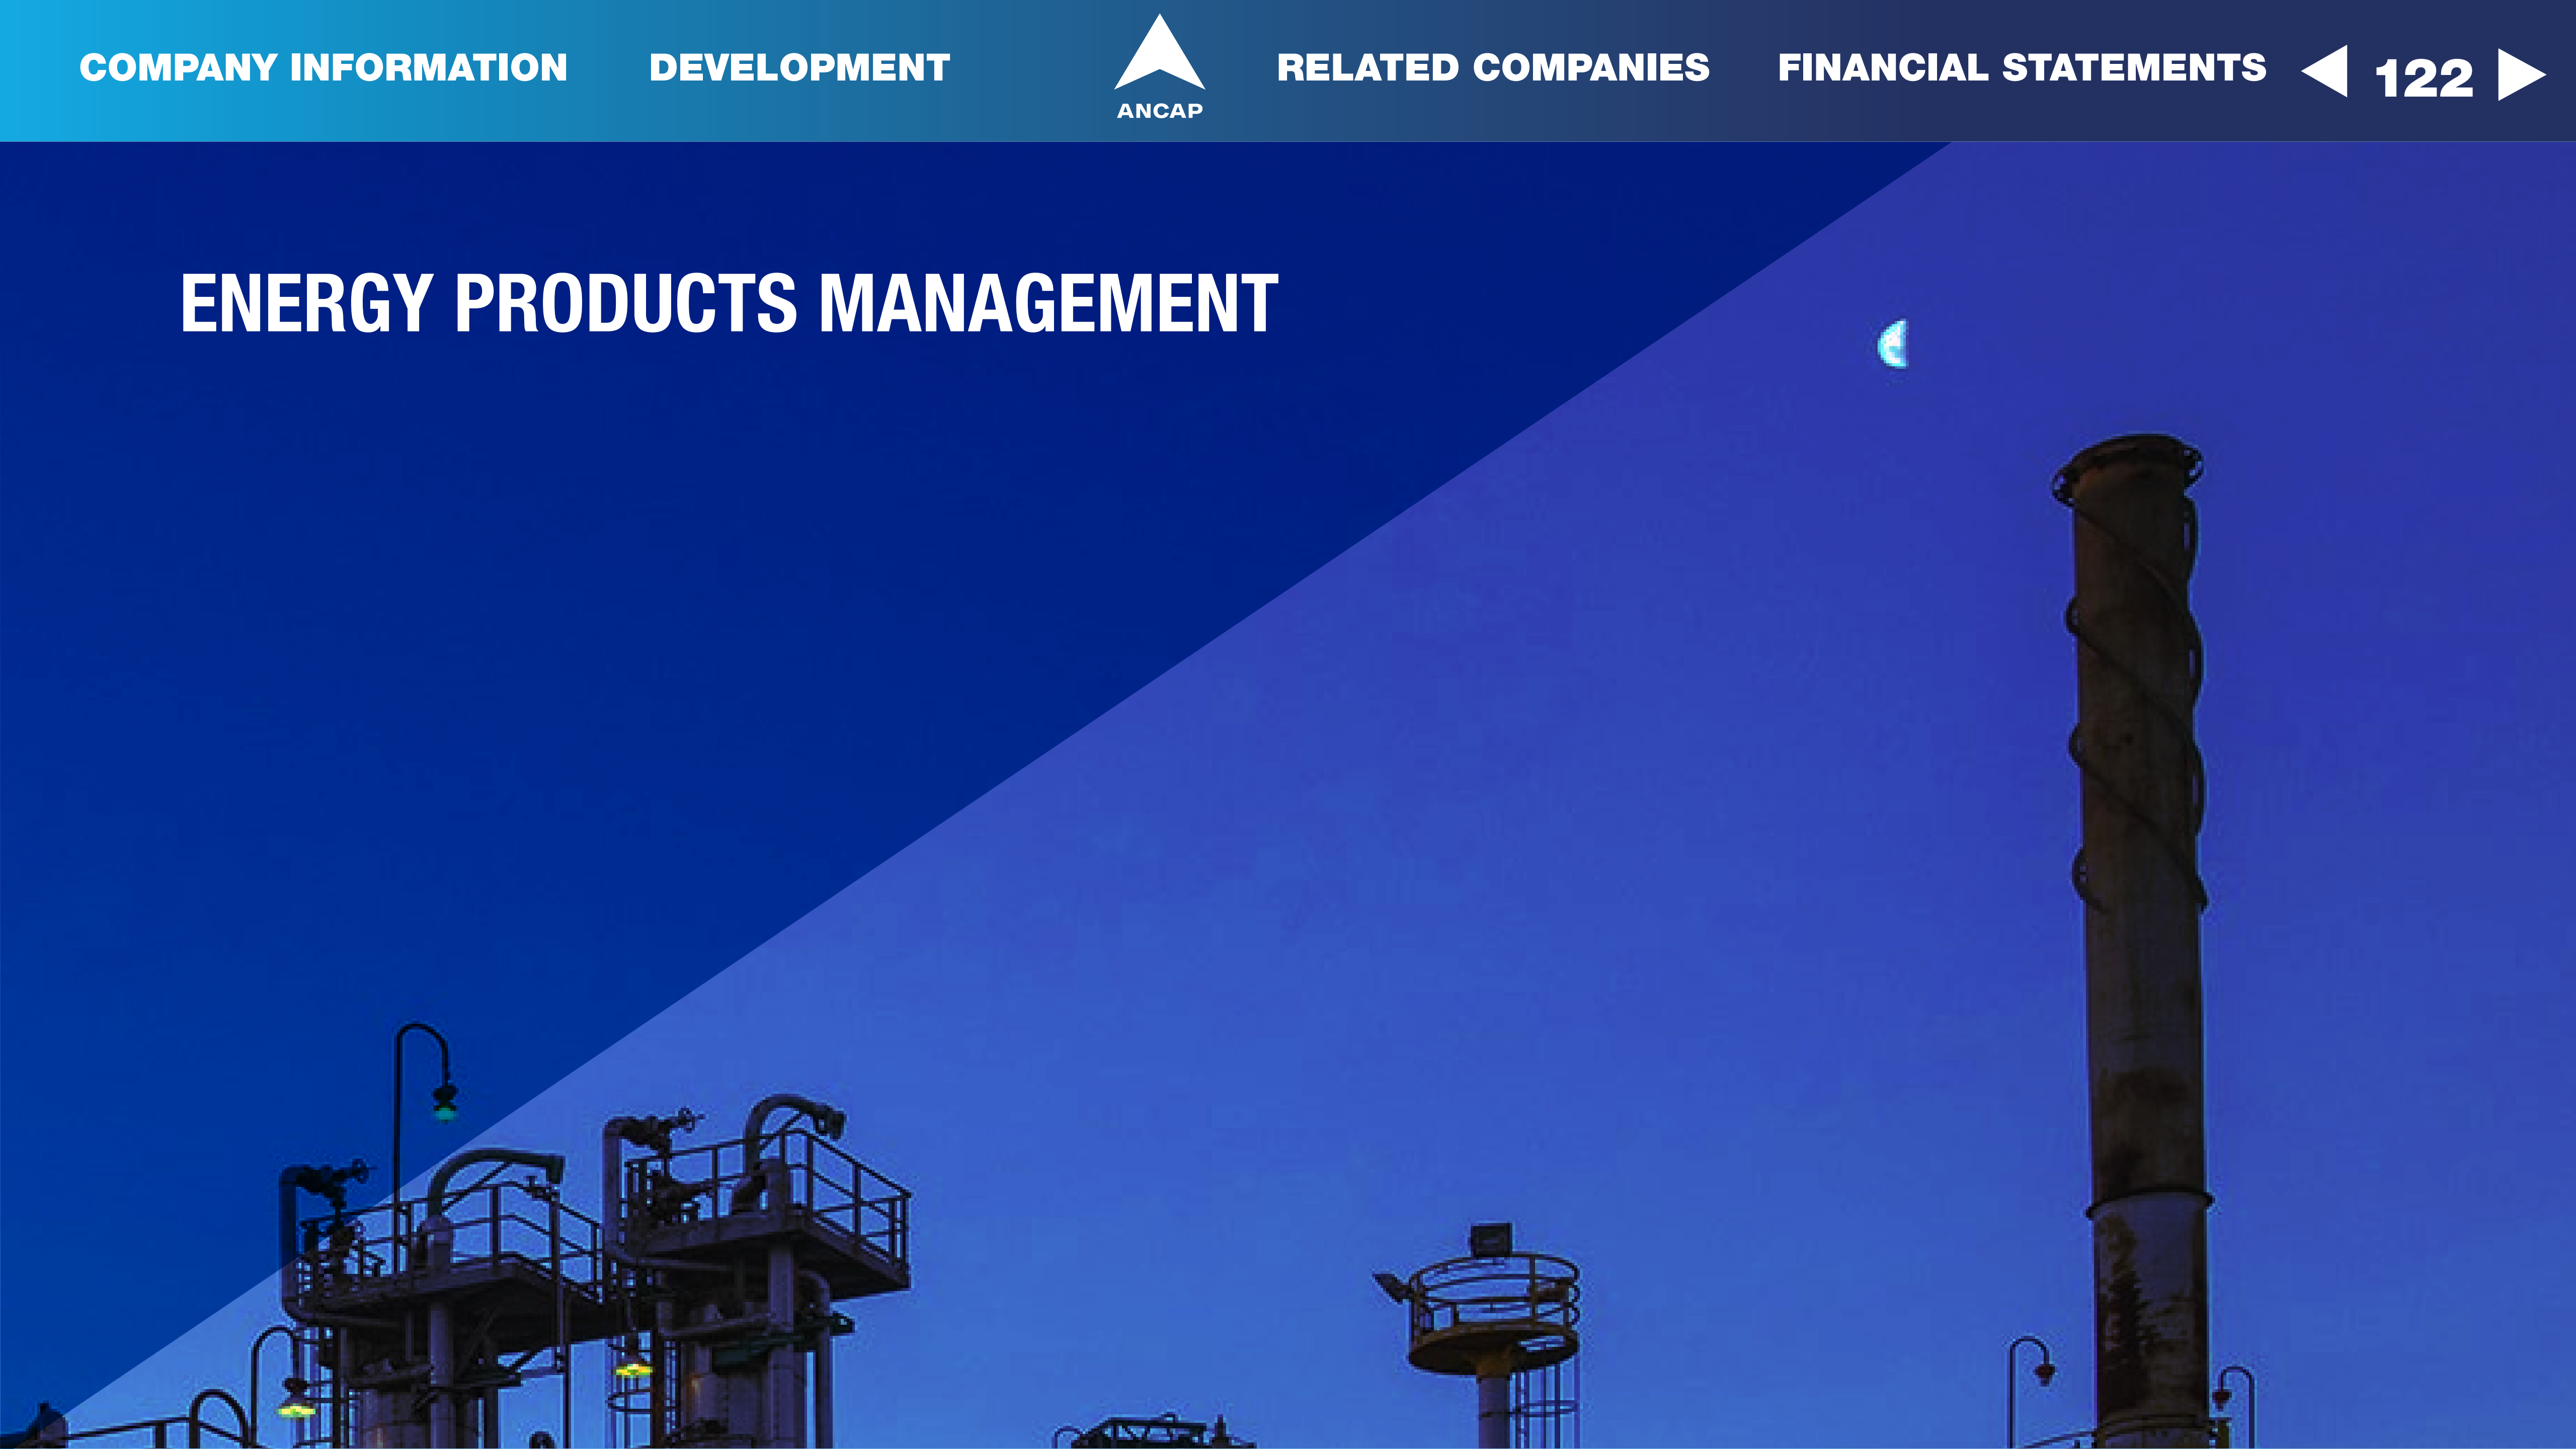 COMPANY INFORMATION
DEVELOPMENT
ANCAP
RELATED COMPANIES
FINANCIAL STATEMENTS
122
ENERGY PRODUCTS MANAGEMENT